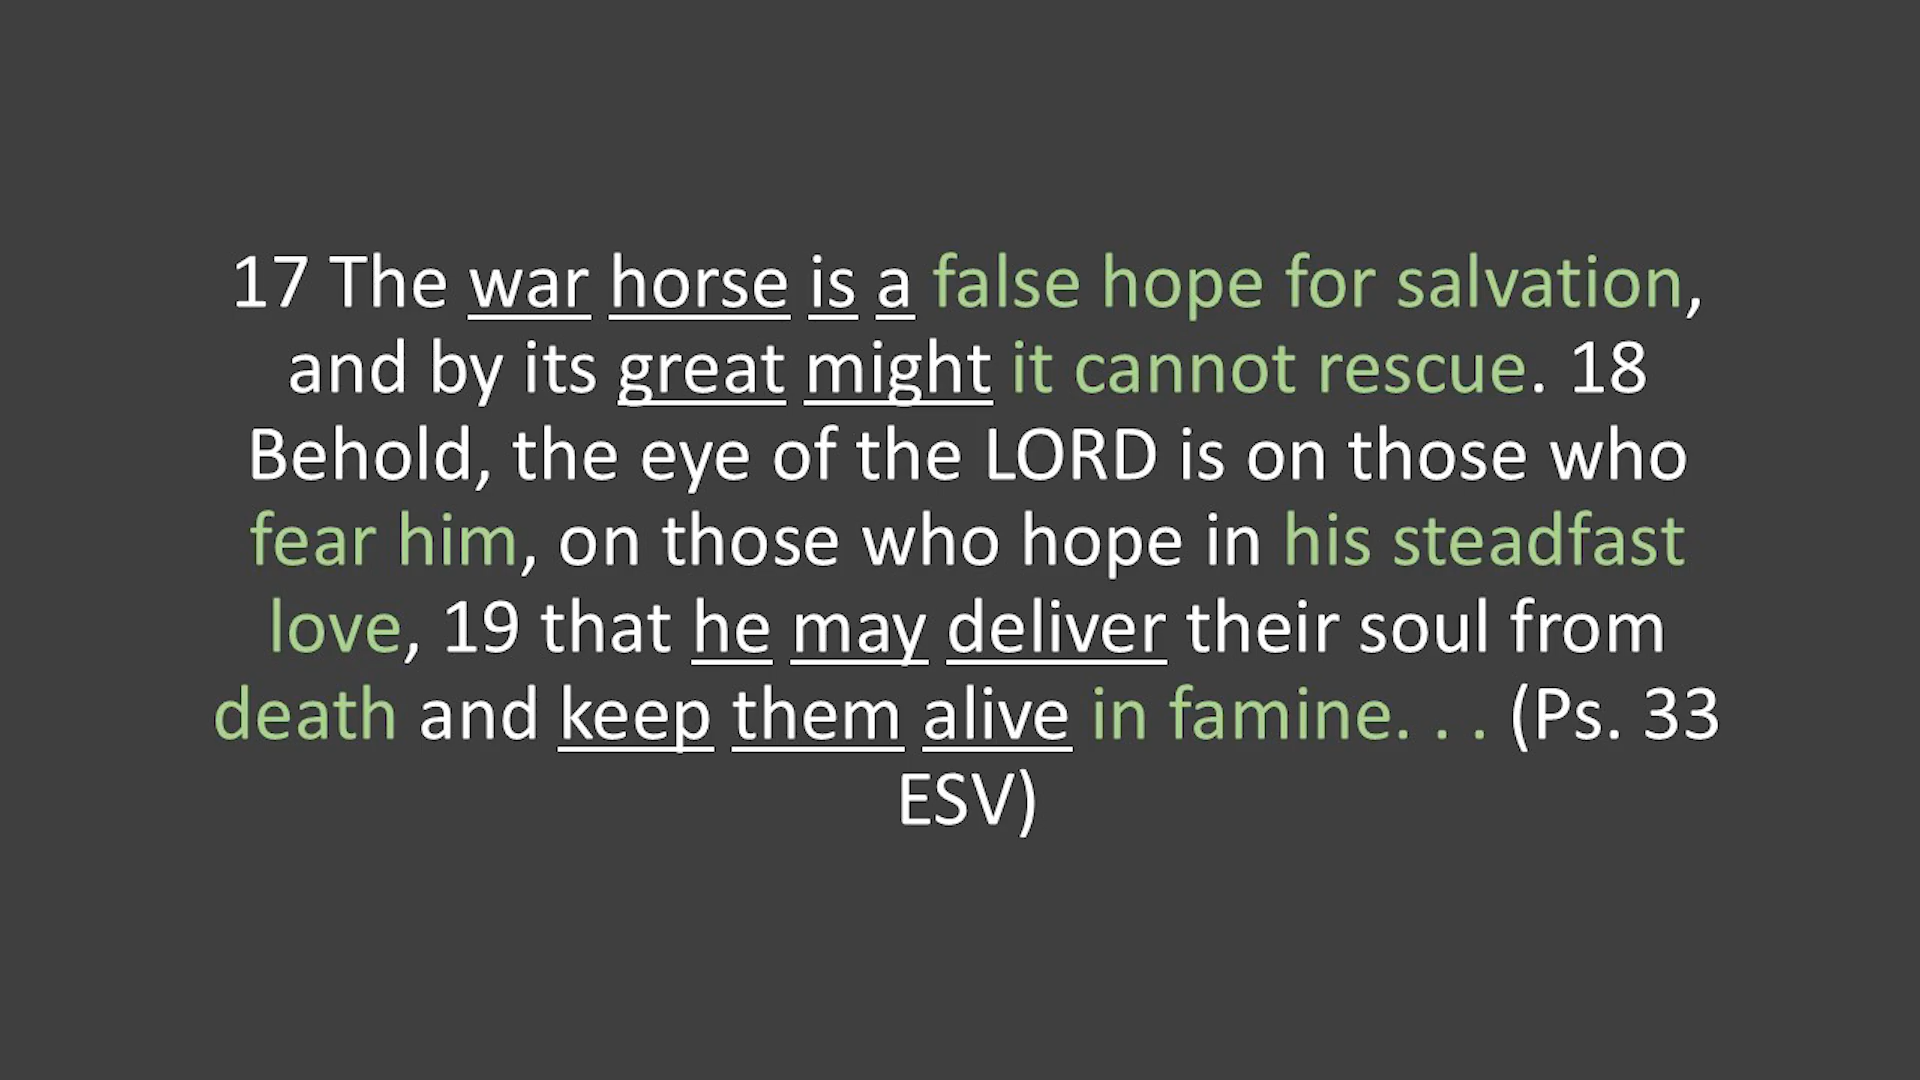 17 The war horse is a false hope for salvation,
and by its great might it cannot rescue. 18
Behold, the eye of the LORD is on those who
fear him, on those who hope in his steadfast
love, 19 that he may deliver their soul from
death and keep them alive in famine. . . (Ps. 33
ESV)